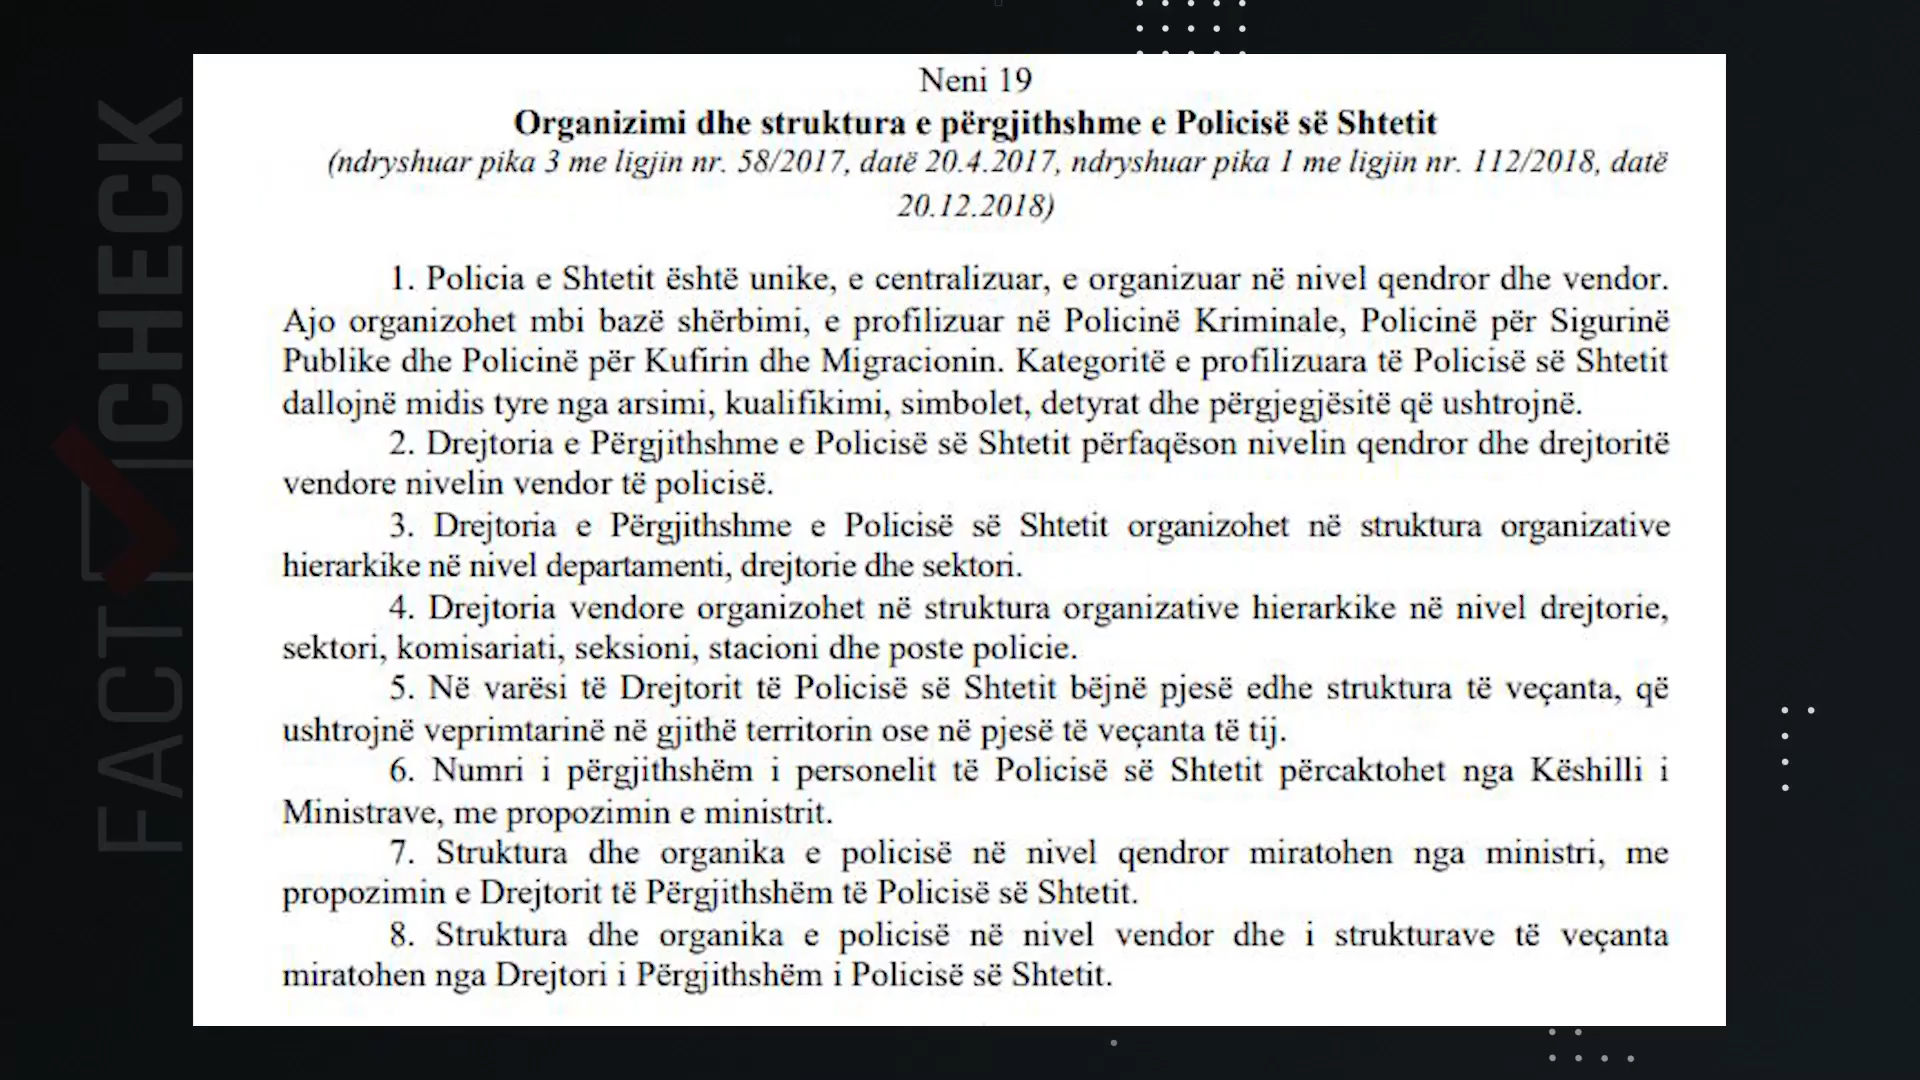 Neni 19
Organizimi dhe struktura e përgjithshme e Policisë së Shtetit
(ndryshuar pika 3 me ligjin nr. 58/2017, datë 20.4.2017, ndryshuar pika 1 me ligjin nr. 112/2018, datë
20.12.2018)
1. Policia e Shtetit është unike, e centralizuar, e organizuar në nivel qendror dhe vendor.
Ajo organizohet mbi bazë shërbimi, e profilizuar në Policinë Kriminale, Policinë për Sigurinë
Publike dhe Policinë për Kufirin dhe Migracionin. Kategoritë e profilizuara të Policisë së Shtetit
dallojnë midis tyre nga arsimi, kualifikimi, simbolet, detyrat dhe përgjegjësitë që ushtrojnë.
2. Drejtoria e Përgjithshme e Policisë së Shtetit përfaqëson nivelin qendror dhe drejtoritë
vendore nivelin vendor të policisë.
3. Drejtoria e Përgjithshme e Policisë së Shtetit organizohet në struktura organizative
hierarkike në nivel departamenti, drejtorie dhe sektori.
4. Drejtoria vendore organizohet në struktura organizative hierarkike në nivel drejtorie,
sektori, komisariati, seksioni, stacioni dhe poste policie.
5. Në varësi të Drejtorit të Policisë së Shtetit bëjnë pjesë edhe struktura të veçanta, që
ushtrojnë veprimtarinë në gjithë territorin ose në pjesë të veçanta të tij.
6. Numri i përgjithshëm i personelit të Policisë së Shtetit përcaktohet nga Këshilli i
Ministrave, me propozimin e ministrit.
7. Struktura dhe organika e policisë në nivel qendror miratohen nga ministri, me
propozimin e Drejtorit të Përgjithshëm të Policisë së Shtetit.
8. Struktura dhe organika e policisë në nivel vendor dhe i strukturave të veçanta
miratohen nga Drejtori i Përgjithshëm i Policisë së Shtetit.
FACT CHECK